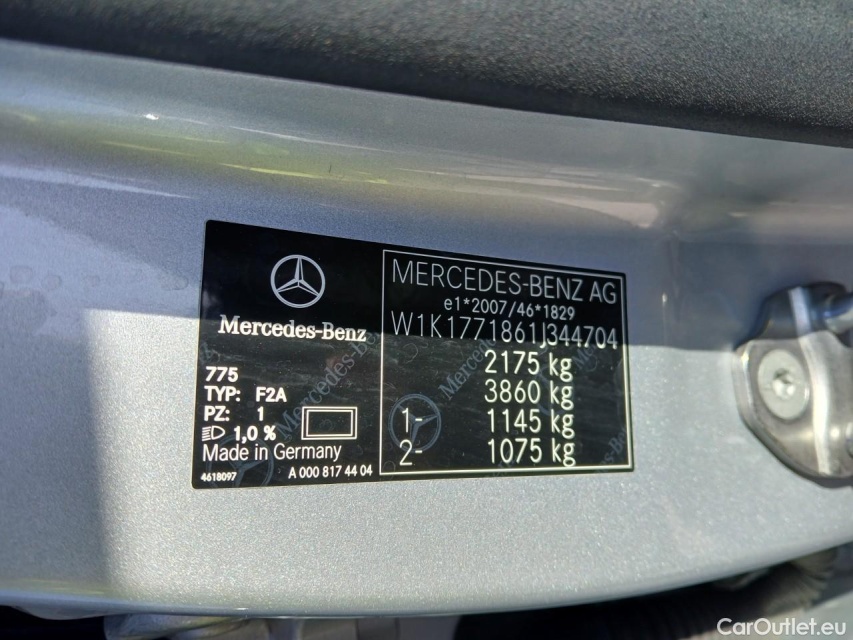 Mercedes-Benz
775
TYP: F2A
PZ: 1
1,0 %
Made in Germany
4618097
A 000 817 44 04
MERCEDES-BENZ AG
e1*2007/46*1829
W1K1771861J344704
2175 kg
3860 kg
1- 1145 kg
2- 1075 kg
CarOutlet.eu